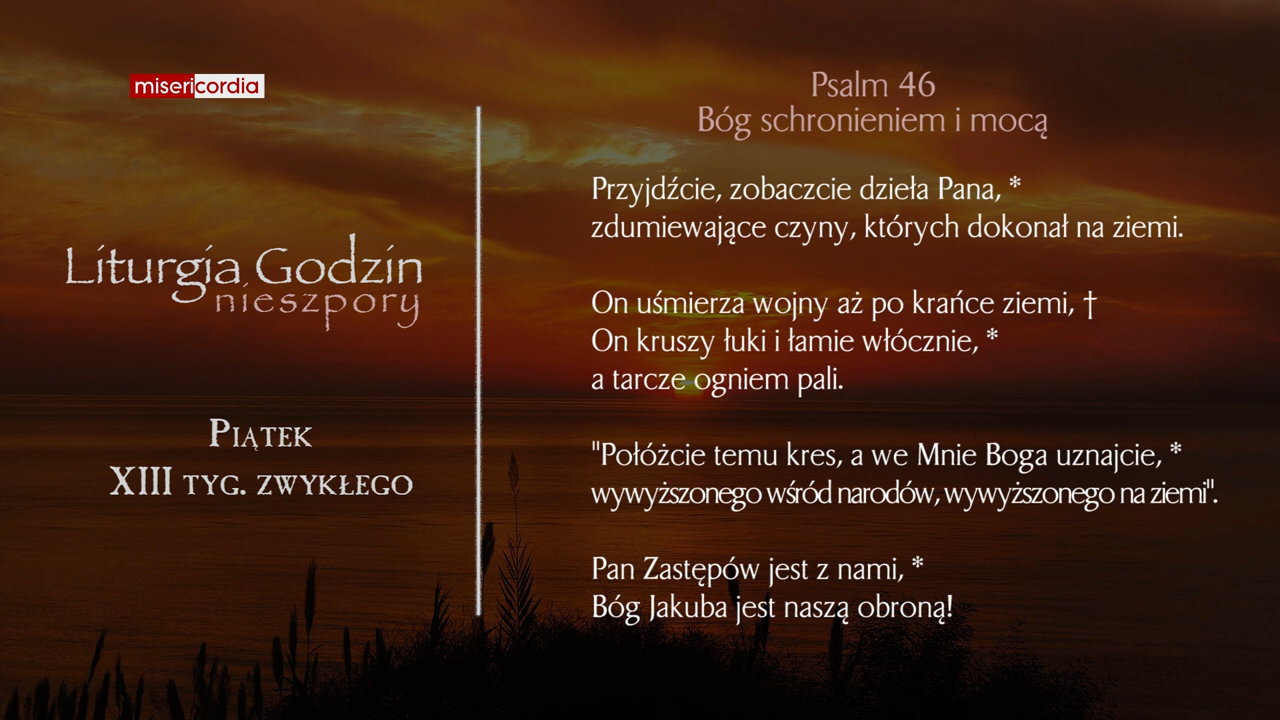 misericordia
Liturgia Godzin
nieszpory
Piątek
XIII tyg. zwykłego
Psalm 46
Bóg schronieniem i mocą
Przyjdźcie, zobaczcie dzieła Pana, *
zdumiewające czyny, których dokonał na ziemi.
On uśmierza wojny aż po krańce ziemi, †
On kruszy łuki i łamie włócznie, *
a tarcze ogniem pali.
"Połóżcie temu kres, a we Mnie Boga uznajcie, *
wywyższonego wśród narodów, wywyższonego na ziemi".
Pan Zastępów jest z nami, *
Bóg Jakuba jest naszą obroną!